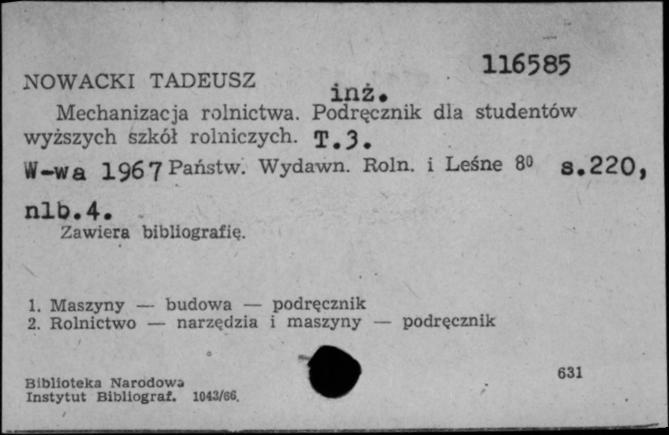 116585
NOWACKI TADEUSZ inż.
Mechanizacja rolnictwa. Podręcznik dla studentów
wyższych szkół rolniczych. T.3.
W-wa 1967 Państw. Wydawn. Roln. i Leśne 8⁰ s.220,
nlb.4.
Zawiera bibliografię.
1. Maszyny — budowa — podręcznik
2. Rolnictwo — narzędzia i maszyny — podręcznik
631
Biblioteka Narodowa
Instytut Bibliograf. 1043/66.